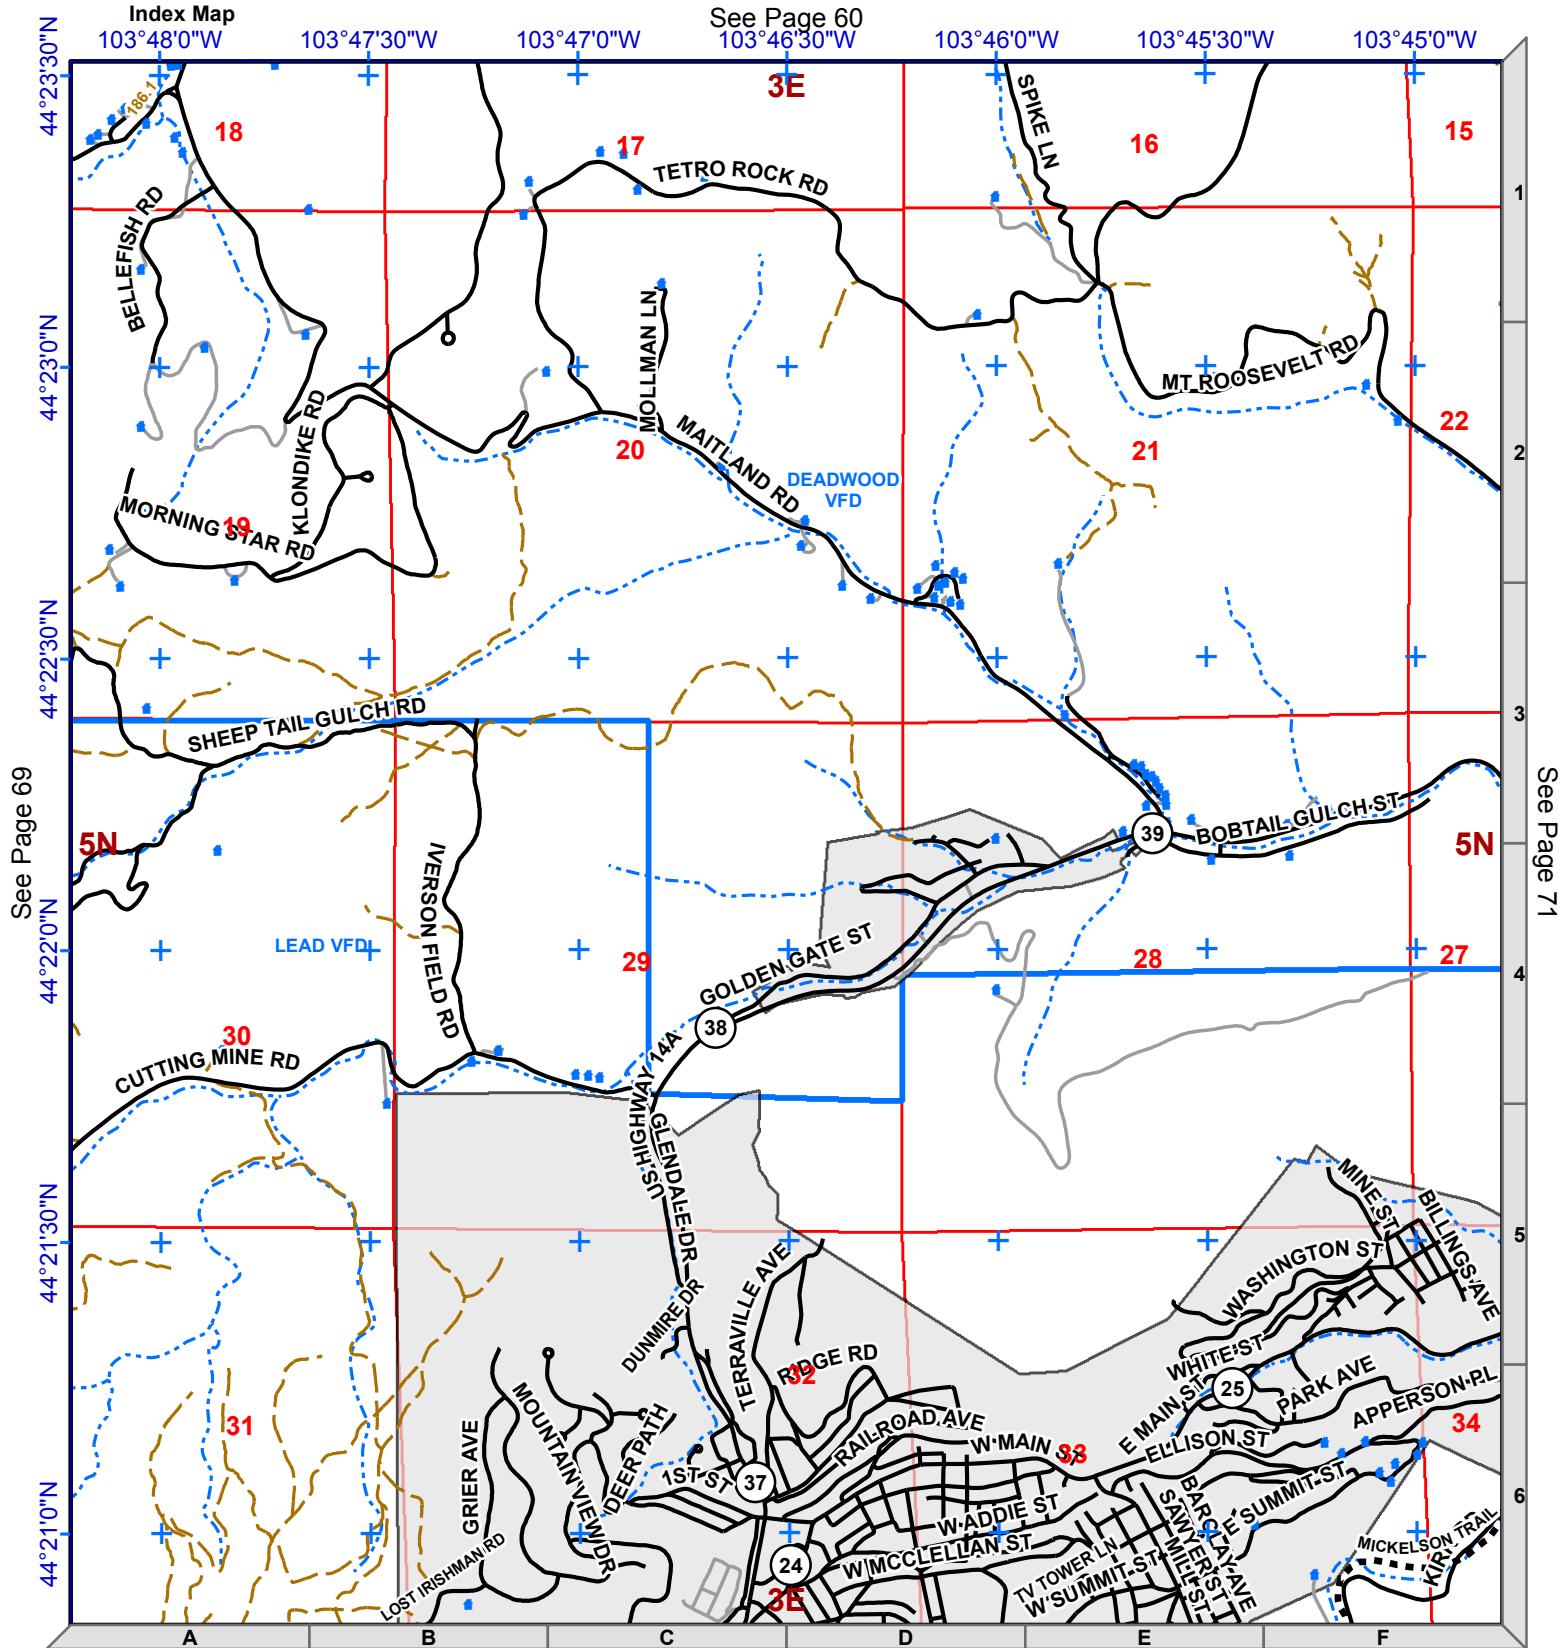 Index Map
See Page 60
103°48'0"W
103°47'30"W
103°47'0"W
103°46'30"W
103°46'0"W
103°45'30"W
103°45'0"W
44°23'30"N
44°23'0"N
44°22'30"N
44°22'0"N
44°21'30"N
44°21'0"N
See Page 69
See Page 71
3E
186.1
18
17
16
15
SPIKE LN
TETRO ROCK RD
1
BELLEFISH RD
MOLLMAN LN
MT ROOSEVELT RD
KLONDIKE RD
MAITLAND RD
20
21
22
2
DEADWOOD
VFD
MORNING STAR RD
19
SHEEP TAIL GULCH RD
3
5N
BOBTAIL GULCH ST
39
5N
IVERSON FIELD RD
LEAD VFD
GOLDEN GATE ST
29
28
27
4
38
30
CUTTING MINE RD
US HIGHWAY 14A
GLENDALE DR
MINE ST
BILLINGS AVE
WASHINGTON ST
5
TERRAVILLE AVE
DUNMIRE DR
WHITE ST
RIDGE RD
32
25
PARK AVE
E MAIN ST
APPERSON PL
31
34
GRIER AVE
MOUNTAIN VIEW DR
DEER PATH
RAILROAD AVE
W MAIN ST
33
ELLISON ST
1ST ST
37
E SUMMIT ST
BARCLAY AVE
SAWYER ST
MILL ST
6
W ADDIE ST
W MCCLELLAN ST
TV TOWER LN
W SUMMIT ST
MICKELSON TRAIL
LOST IRISHMAN RD
24
3E
A
B
C
D
E
F